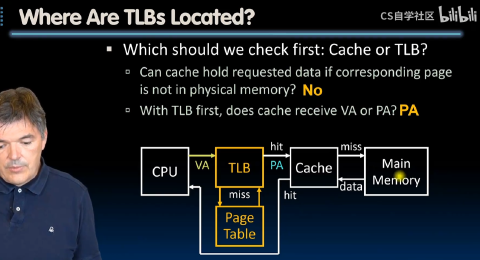 Where Are TLBs Located?
CS自学社区 bilibili
Which should we check first: Cache or TLB?
Can cache hold requested data if corresponding page
is not in physical memory? No
With TLB first, does cache receive VA or PA? PA
CPU
VA
TLB
hit
PA
Cache
miss
data
Main
Memory
miss
hit
Page
Table